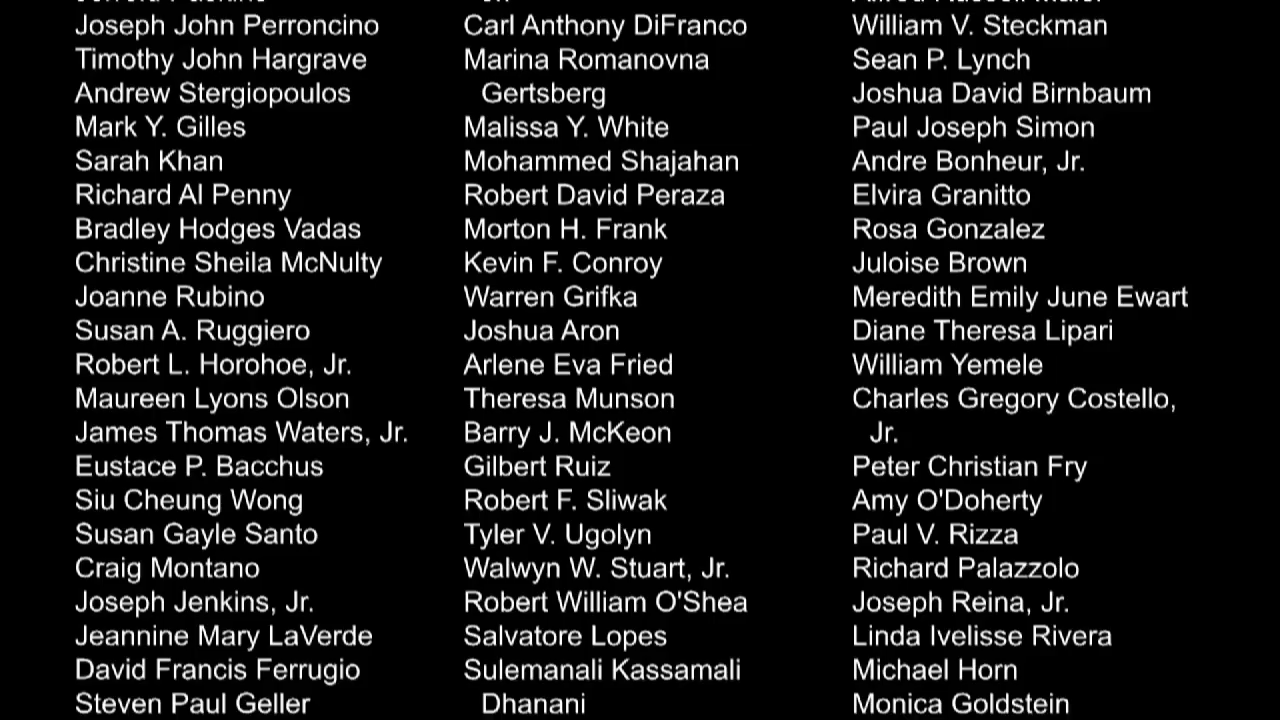 Joseph John Perroncino
Timothy John Hargrave
Andrew Stergiopoulos
Mark Y. Gilles
Sarah Khan
Richard Al Penny
Bradley Hodges Vadas
Christine Sheila McNulty
Joanne Rubino
Susan A. Ruggiero
Robert L. Horohoe, Jr.
Maureen Lyons Olson
James Thomas Waters, Jr.
Eustace P. Bacchus
Siu Cheung Wong
Susan Gayle Santo
Craig Montano
Joseph Jenkins, Jr.
Jeannine Mary LaVerde
David Francis Ferrugio
Steven Paul Geller
Carl Anthony DiFranco
Marina Romanovna
Gertsberg
Malissa Y. White
Mohammed Shajahan
Robert David Peraza
Morton H. Frank
Kevin F. Conroy
Warren Grifka
Joshua Aron
Arlene Eva Fried
Theresa Munson
Barry J. McKeon
Gilbert Ruiz
Robert F. Sliwak
Tyler V. Ugolyn
Walwyn W. Stuart, Jr.
Robert William O'Shea
Salvatore Lopes
Sulemanali Kassamali
Dhanani
William V. Steckman
Sean P. Lynch
Joshua David Birnbaum
Paul Joseph Simon
Andre Bonheur, Jr.
Elvira Granitto
Rosa Gonzalez
Juloise Brown
Meredith Emily June Ewart
Diane Theresa Lipari
William Yemele
Charles Gregory Costello,
Jr.
Peter Christian Fry
Amy O'Doherty
Paul V. Rizza
Richard Palazzolo
Joseph Reina, Jr.
Linda Ivelisse Rivera
Michael Horn
Monica Goldstein